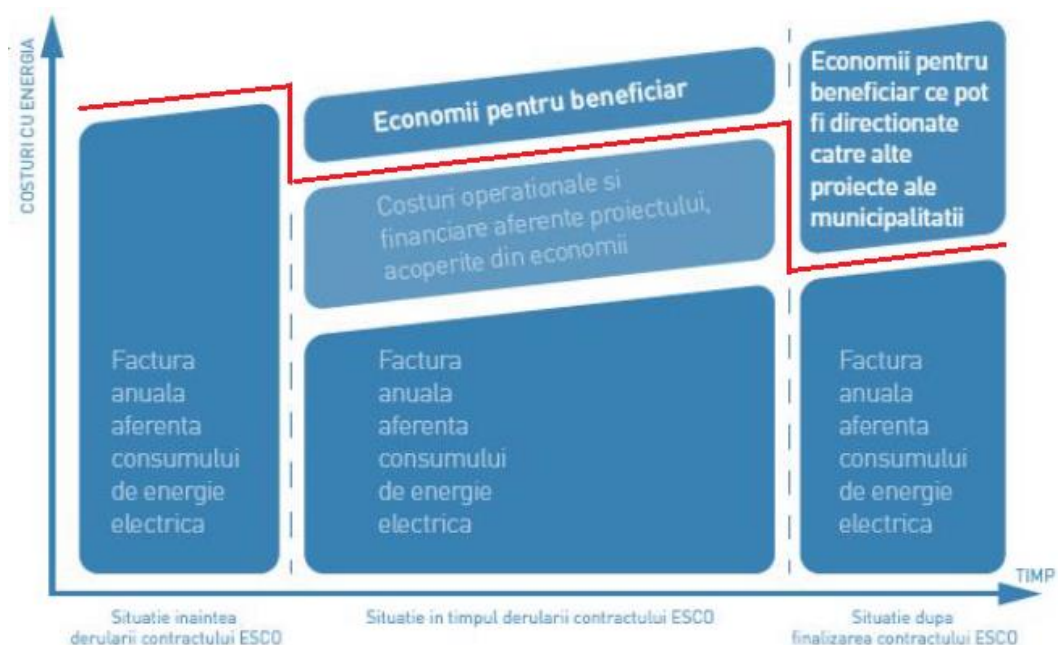 COSTURI CU ENERGIA
Factura
anuala
aferenta
consumului
de energie
electrica
Economii pentru beneficiar
Costuri operationale si
financiare aferente proiectului,
acoperite din economii
Factura
anuala
aferenta
consumului
de energie
electrica
Economii pentru
beneficiar ce pot
fi directionate
catre alte
proiecte ale
municipalitatii
Factura
anuala
aferenta
consumului
de energie
electrica
TIMP
Situatie inaintea
derularii contractului ESCO
Situatie in timpul derularii contractului ESCO
Situatie dupa
finalizarea contractului ESCO